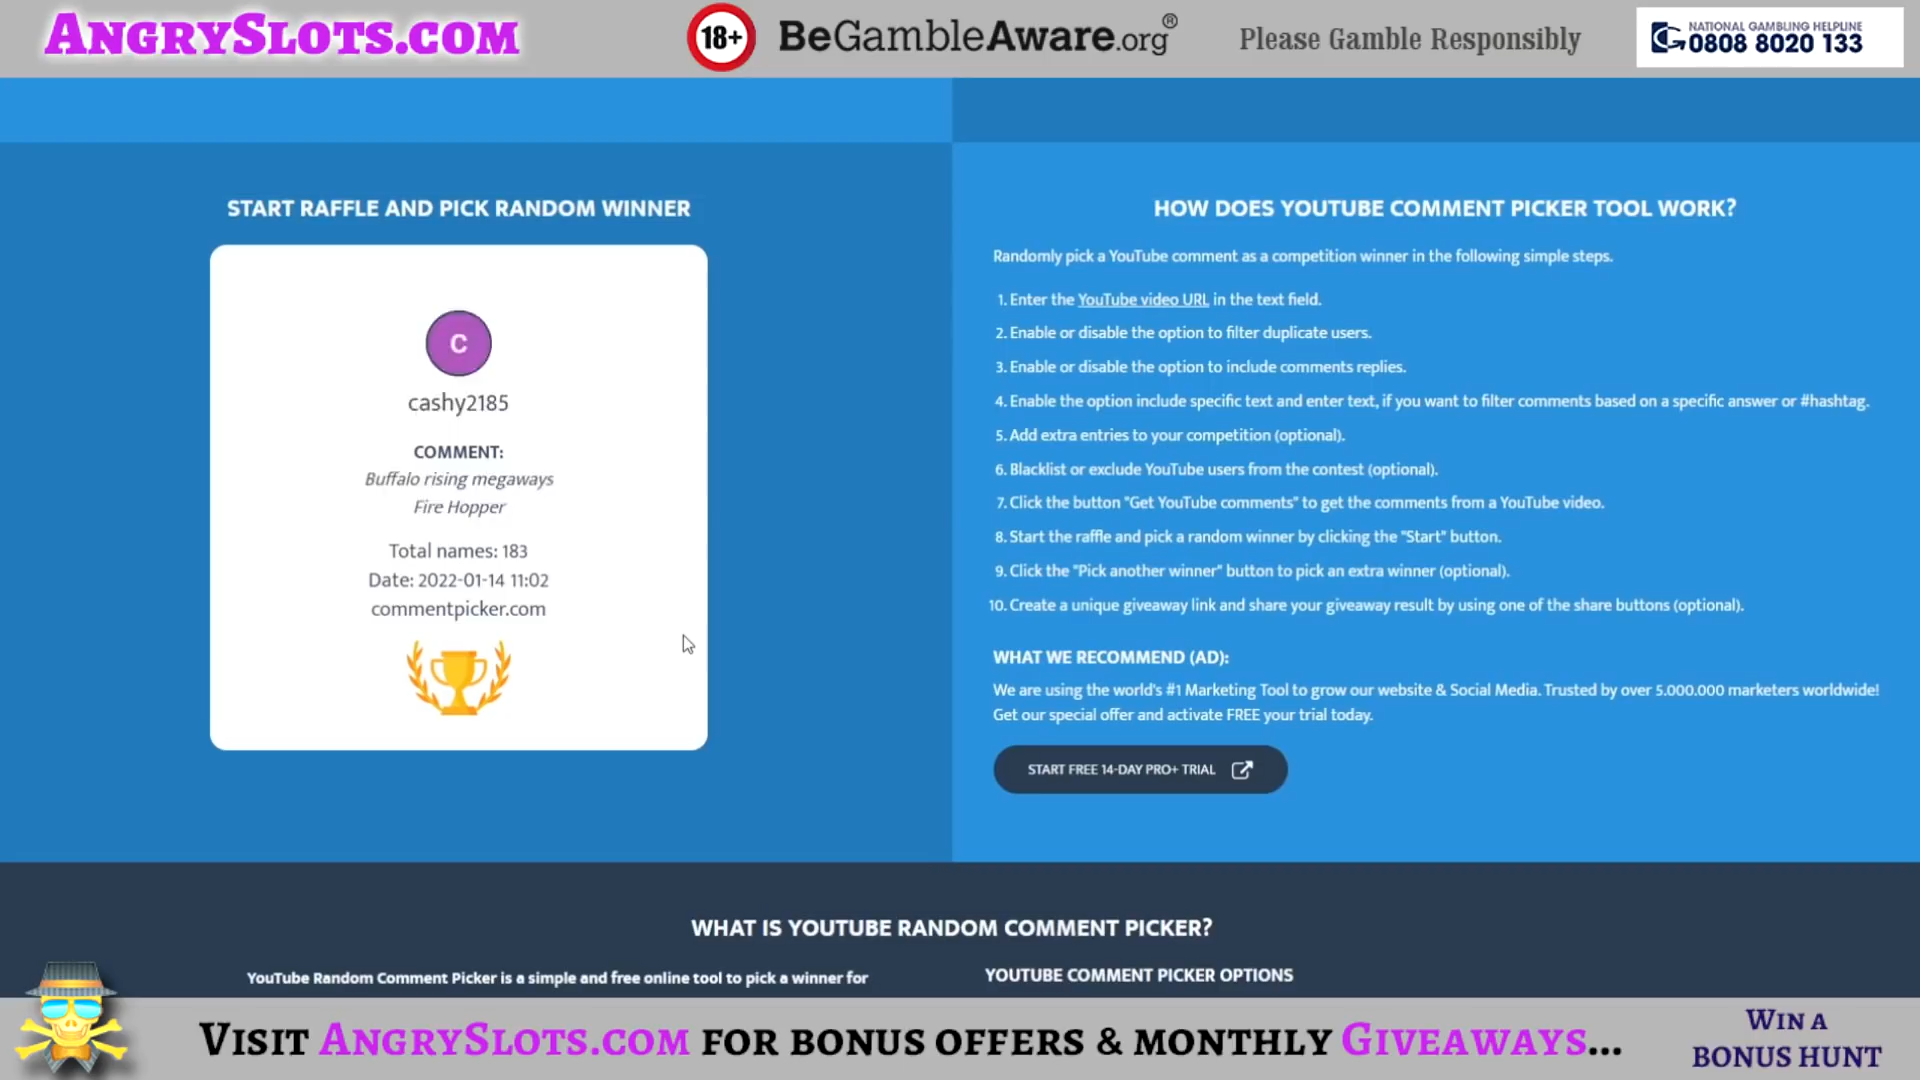 AngrySlots.com
18+
BeGambleAware.org®
Please Gamble Responsibly
NATIONAL GAMBLING HELPLINE
0808 8020 133
START RAFFLE AND PICK RANDOM WINNER
C
cashy2185
COMMENT:
Buffalo rising megaways
Fire Hopper
Total names: 183
Date: 2022-01-14 11:02
commentpicker.com
HOW DOES YOUTUBE COMMENT PICKER TOOL WORK?
Randomly pick a YouTube comment as a competition winner in the following simple steps.
1. Enter the YouTube video URL in the text field.
2. Enable or disable the option to filter duplicate users.
3. Enable or disable the option to include comments replies.
4. Enable the option include specific text and enter text, if you want to filter comments based on a specific answer or #hashtag.
5. Add extra entries to your competition (optional).
6. Blacklist or exclude YouTube users from the contest (optional).
7. Click the button "Get YouTube comments" to get the comments from a YouTube video.
8. Start the raffle and pick a random winner by clicking the "Start" button.
9. Click the "Pick another winner" button to pick an extra winner (optional).
10. Create a unique giveaway link and share your giveaway result by using one of the share buttons (optional).
WHAT WE RECOMMEND (AD):
We are using the world's #1 Marketing Tool to grow our website & Social Media. Trusted by over 5.000.000 marketers worldwide!
Get our special offer and activate FREE your trial today.
START FREE 14-DAY PRO+ TRIAL
WHAT IS YOUTUBE RANDOM COMMENT PICKER?
YouTube Random Comment Picker is a simple and free online tool to pick a winner for
YOUTUBE COMMENT PICKER OPTIONS
Visit AngrySlots.com for bonus offers & monthly Giveaways...
Win a
Bonus Hunt